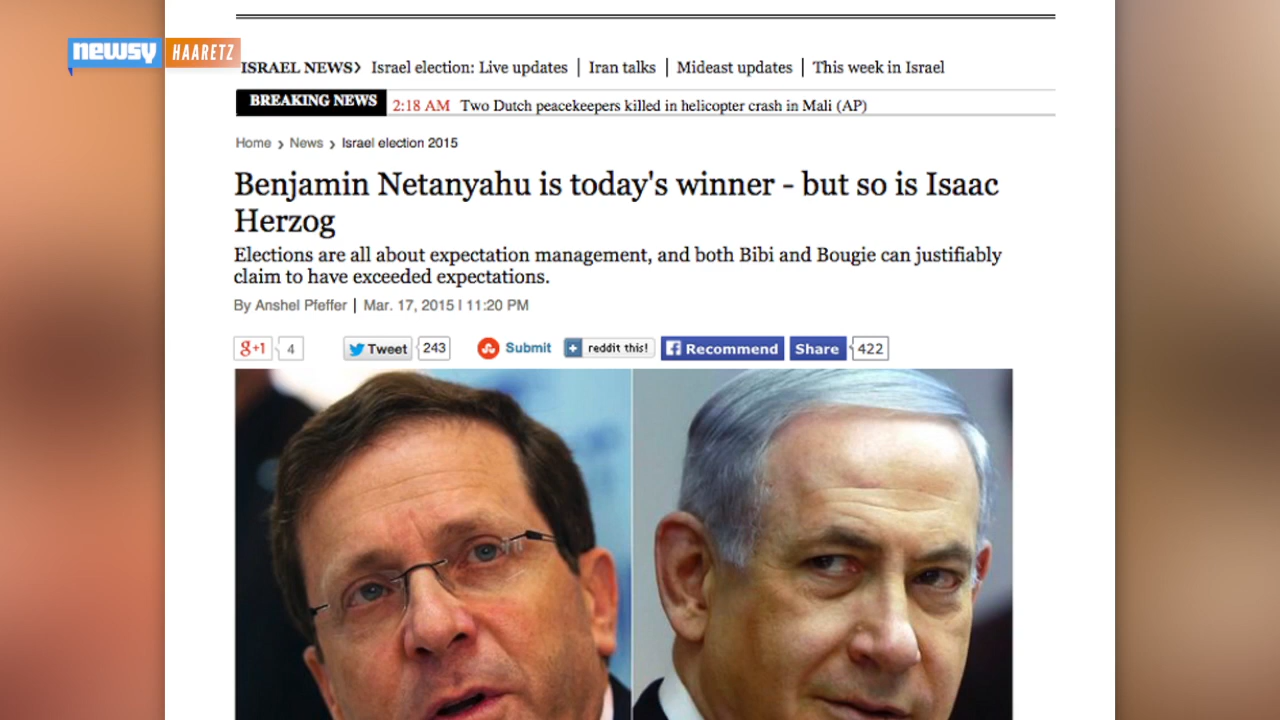 newsy HAARETZ
ISRAEL NEWS> Israel election: Live updates | Iran talks | Mideast updates | This week in Israel
BREAKING NEWS 2:18 AM Two Dutch peacekeepers killed in helicopter crash in Mali (AP)
Home > News > Israel election 2015
Benjamin Netanyahu is today's winner - but so is Isaac
Herzog
Elections are all about expectation management, and both Bibi and Bougie can justifiably
claim to have exceeded expectations.
By Anshel Pfeffer | Mar. 17, 2015 | 11:20 PM
g+1 4 Tweet 243 Submit reddit this! f Recommend Share 422